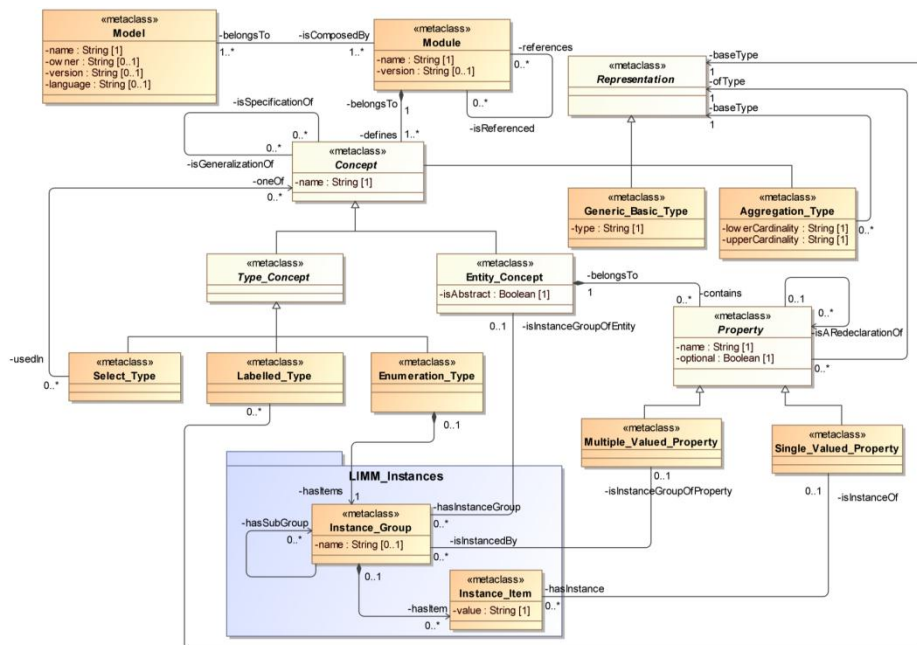 «metaclass»
Model
-name : String [1]
-owner : String [0..1]
-version : String [0..1]
-language : String [0..1]
-belongsTo
1..*
-isComposedBy
1..*
«metaclass»
Module
-name : String [1]
-version : String [0..1]
-references
0..*
0..*
-isReferenced
«metaclass»
Representation
-baseType
1
-ofType
1
-baseType
1
-belongsTo
1
-defines
1..*
-isSpecificationOf
0..*
0..*
-isGeneralizationOf
«metaclass»
Concept
-name : String [1]
-oneOf
0..*
«metaclass»
Generic_Basic_Type
-type : String [1]
«metaclass»
Aggregation_Type
-lowerCardinality : String [1]
-upperCardinality : String [1]
0..*
«metaclass»
Type_Concept
«metaclass»
Entity_Concept
-isAbstract : Boolean [1]
-belongsTo
1
-contains
0..*
0..1
0..*
-isARedeclarationOf
«metaclass»
Property
-name : String [1]
-optional : Boolean [1]
0..*
0..1
-isInstanceGroupOfEntity
-usedIn
0..*
«metaclass»
Select_Type
«metaclass»
Labelled_Type
0..*
«metaclass»
Enumeration_Type
0..1
«metaclass»
Multiple_Valued_Property
0..1
-isInstanceGroupOfProperty
«metaclass»
Single_Valued_Property
0..1
-isInstanceOf
LIMM_Instances
-hasItems
1
«metaclass»
Instance_Group
-name : String [0..1]
-hasSubGroup
0..*
-hasInstanceGroup
0..*
-isInstancedBy
0..*
0..1
-hasItem
0..*
«metaclass»
Instance_Item
-value : String [1]
-hasInstance
0..*